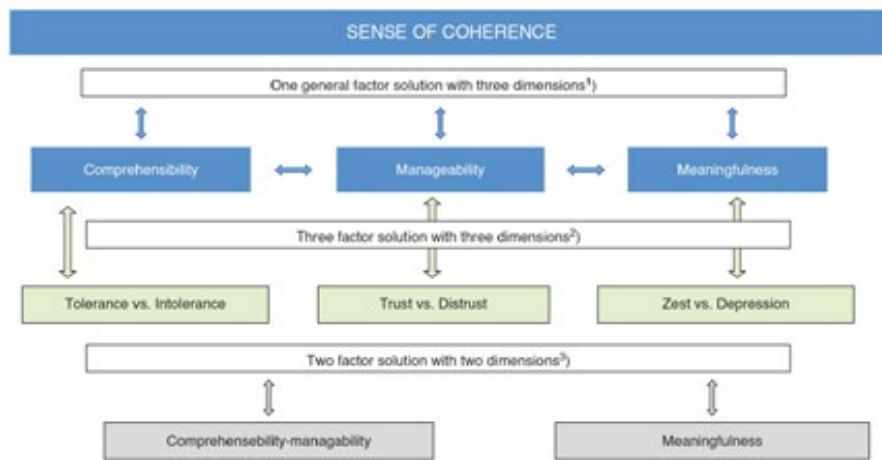 SENSE OF COHERENCE
One general factor solution with three dimensions¹)
Comprehensibility
Manageability
Meaningfulness
Three factor solution with three dimensions²)
Tolerance vs. Intolerance
Trust vs. Distrust
Zest vs. Depression
Two factor solution with two dimensions³)
Comprehensebility-managability
Meaningfulness